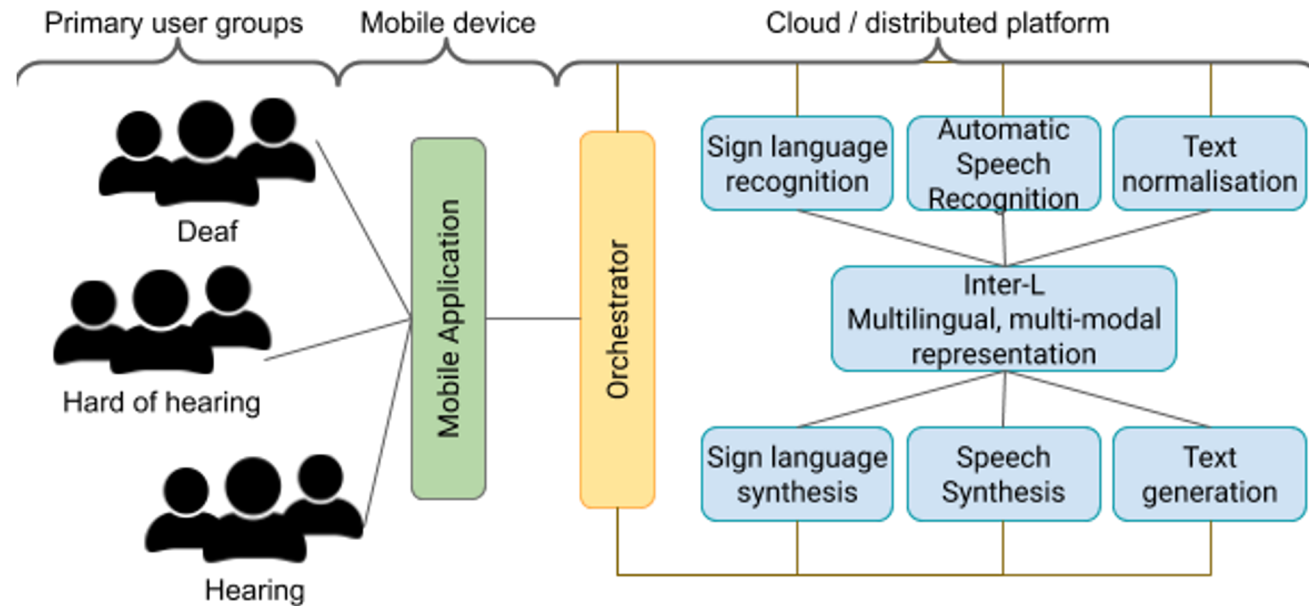 Primary user groups
Mobile device
Cloud / distributed platform
Deaf
Hard of hearing
Hearing
Mobile Application
Orchestrator
Sign language
recognition
Automatic
Speech
Recognition
Text
normalisation
Inter-L
Multilingual, multi-modal
representation
Sign language
synthesis
Speech
Synthesis
Text
generation